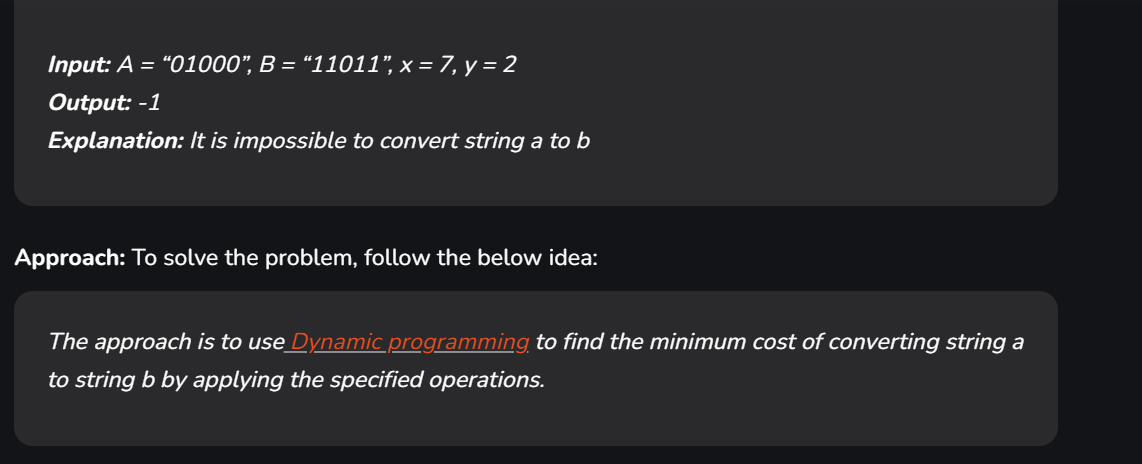 Input: A = “01000”, B = “11011”, x = 7, y = 2
Output: -1
Explanation: It is impossible to convert string a to b
Approach: To solve the problem, follow the below idea:
The approach is to use Dynamic programming to find the minimum cost of converting string a
to string b by applying the specified operations.